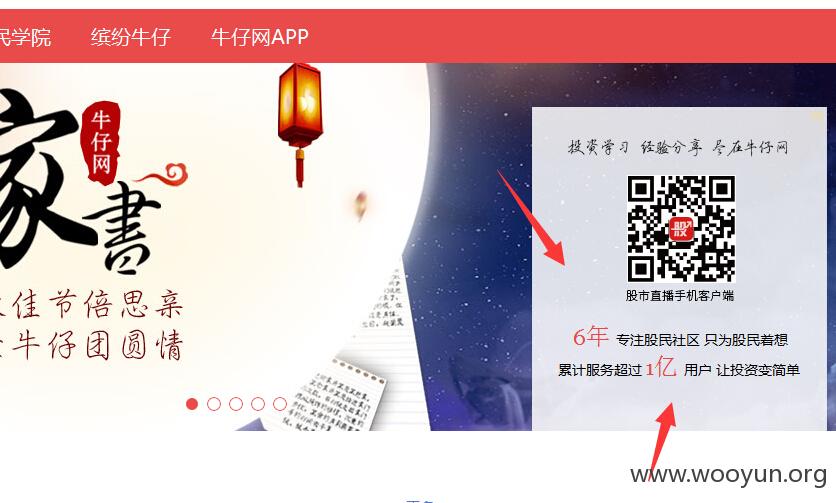 民学院 缤纷牛仔 牛仔网APP
家書
牛仔网
佳节倍思亲
牛仔团圆情
投资学习 经验分享 尽在牛仔网
股
股市直播手机客户端
6年 专注股民社区 只为股民着想
累计服务超过 1亿 用户 让投资变简单
www.wooyun.org